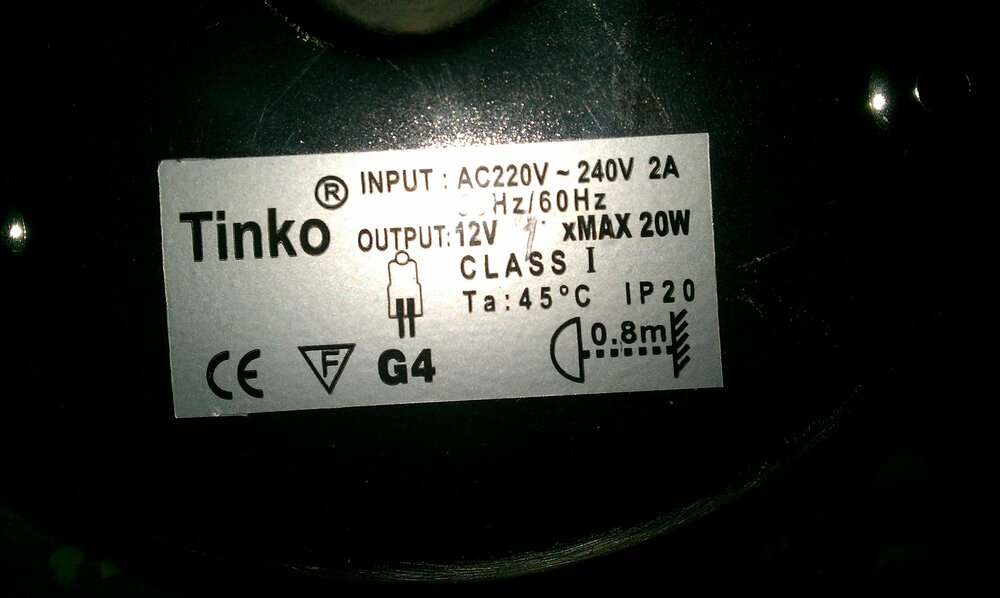 Tinko®
INPUT : AC220V ~ 240V 2A
Hz/60Hz
OUTPUT: 12V xMAX 20W
CLASS I
Ta:45°C IP20
CE F G4 0.8m